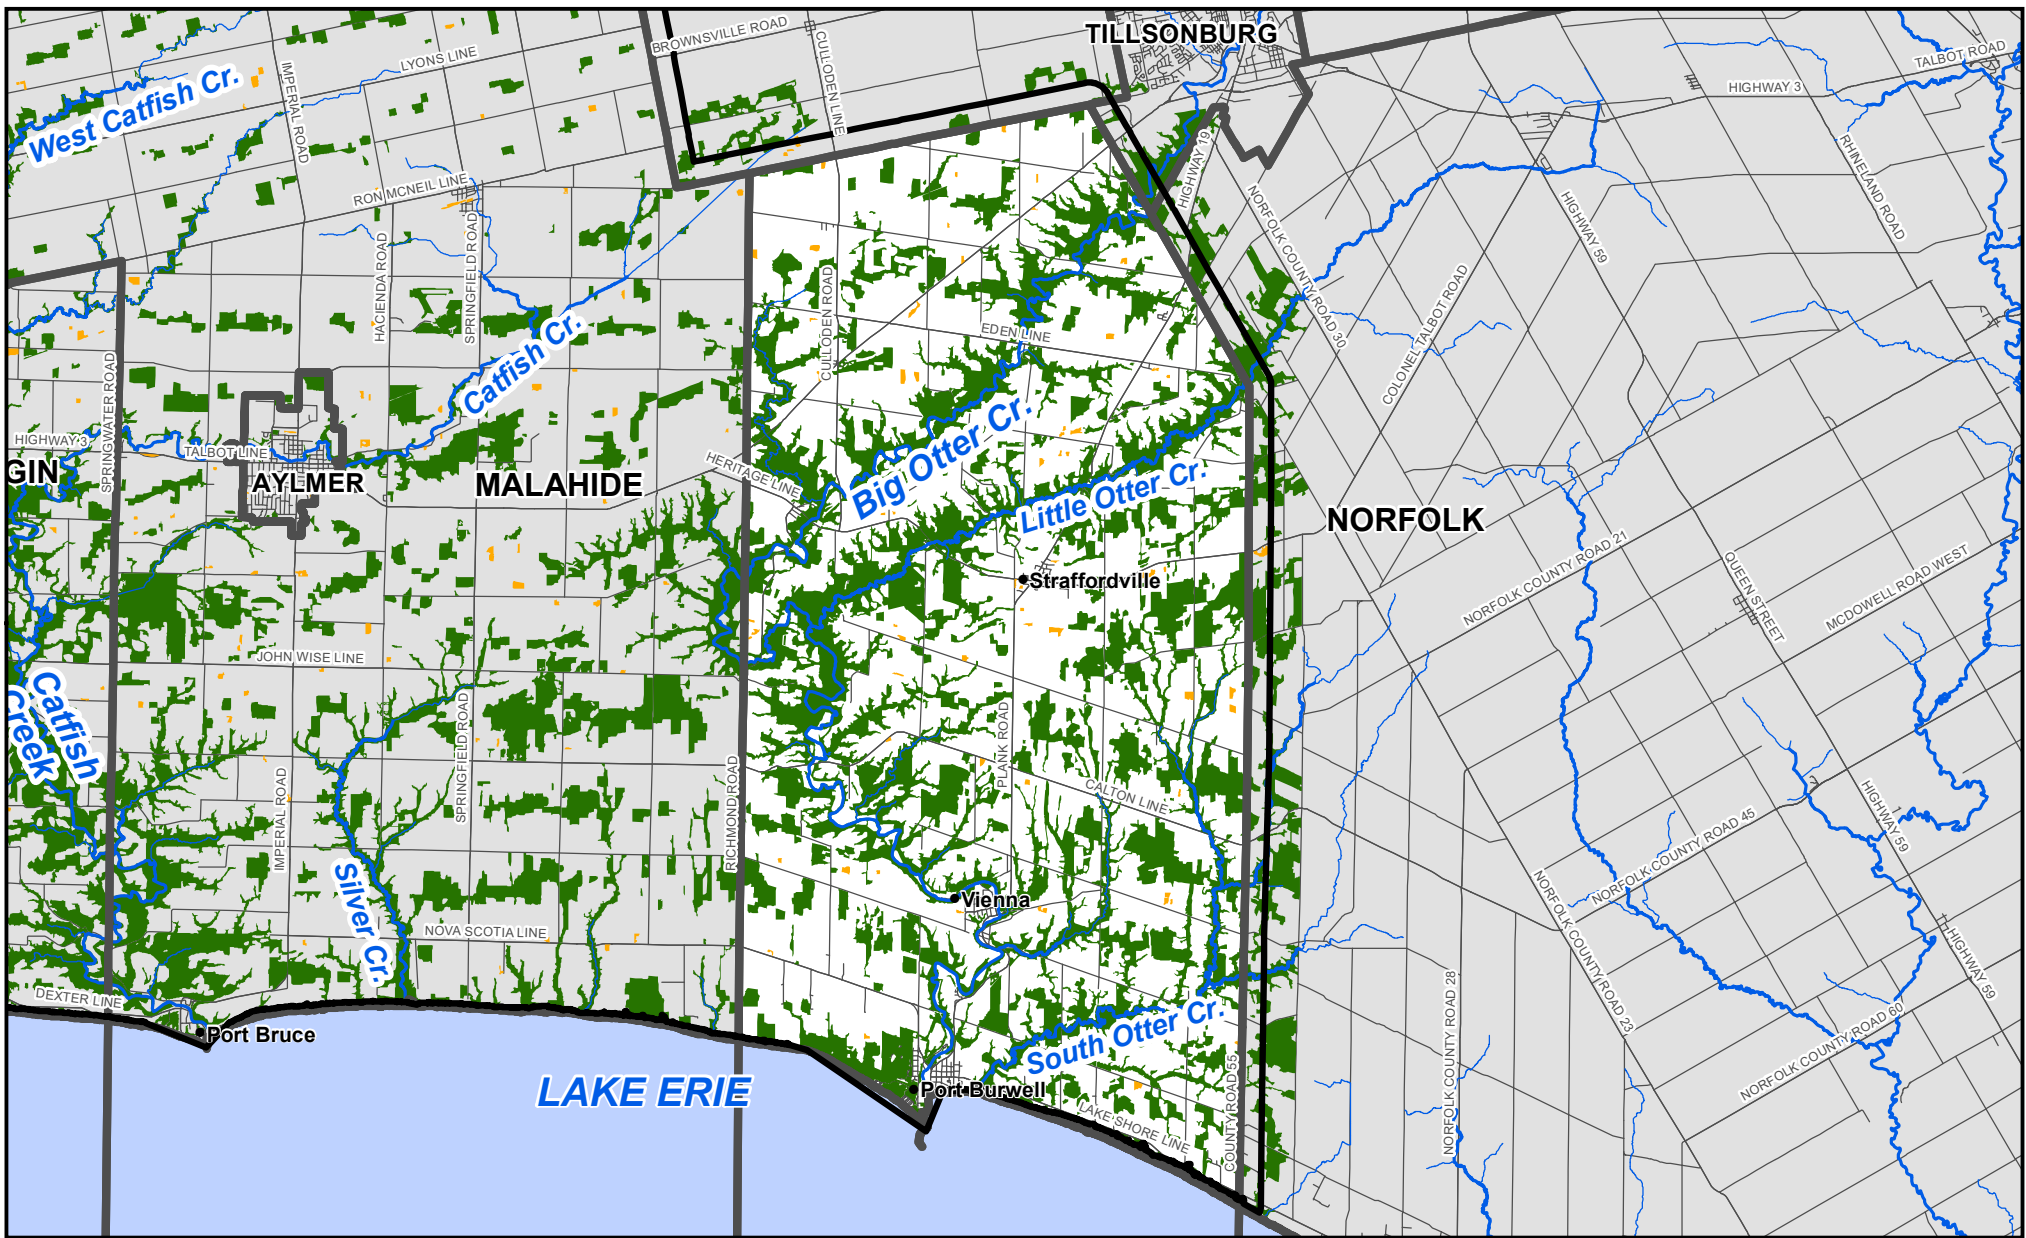 TILLSONBURG
BROWNSVILLE ROAD
CULLODEN LINE
LYONS LINE
IMPERIAL ROAD
West Catfish Cr.
TALBOT ROAD
HIGHWAY 3
RHINELAND ROAD
HIGHWAY 19
RON MCNEIL LINE
SPRINGFIELD ROAD
HACIENDA ROAD
NORFOLK COUNTY ROAD 30
HIGHWAY 59
COLONEL TALBOT ROAD
CULLODEN ROAD
EDEN LINE
Catfish Cr.
SPRINGWATER ROAD
HIGHWAY 3
TALBOT LINE
GIN
AYLMER
MALAHIDE
HERITAGE LINE
Big Otter Cr.
Little Otter Cr.
NORFOLK
Straffordville
NORFOLK COUNTY ROAD 21
QUEEN STREET
MCDOWELL ROAD WEST
JOHN WISE LINE
Catfish
Creek
SPRINGFIELD ROAD
IMPERIAL ROAD
RICHMOND ROAD
PLANK ROAD
CALTON LINE
HIGHWAY 59
NORFOLK COUNTY ROAD 45
Silver Cr.
Vienna
NOVA SCOTIA LINE
NORFOLK COUNTY ROAD 23
HIGHWAY 59
DEXTER LINE
Port Bruce
South Otter Cr.
NORFOLK COUNTY ROAD 28
NORFOLK COUNTY ROAD 60
LAKE ERIE
Port Burwell
LAKE SHORE LINE
COUNTY ROAD 55